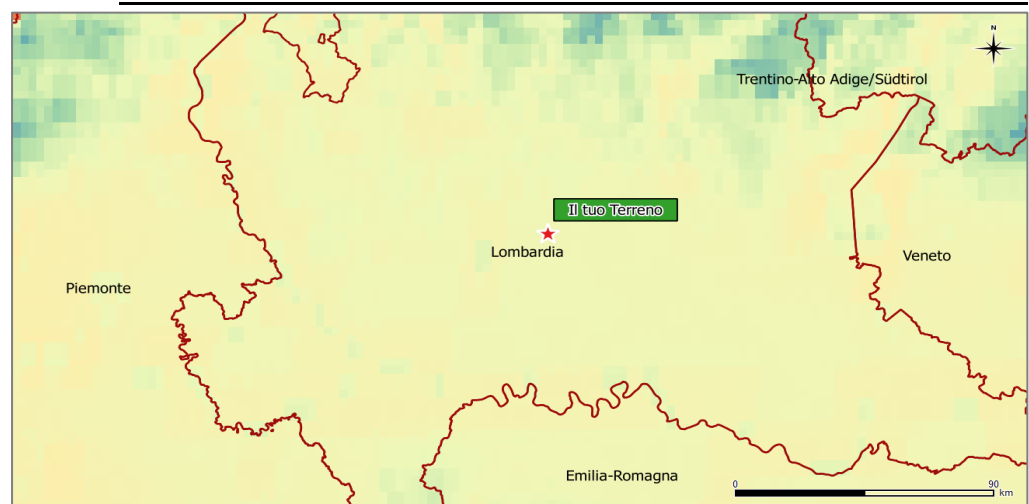 N
Trentino-Alto Adige/Südtirol
Il tuo Terreno
Lombardia
Veneto
Piemonte
Emilia-Romagna
0 90
km